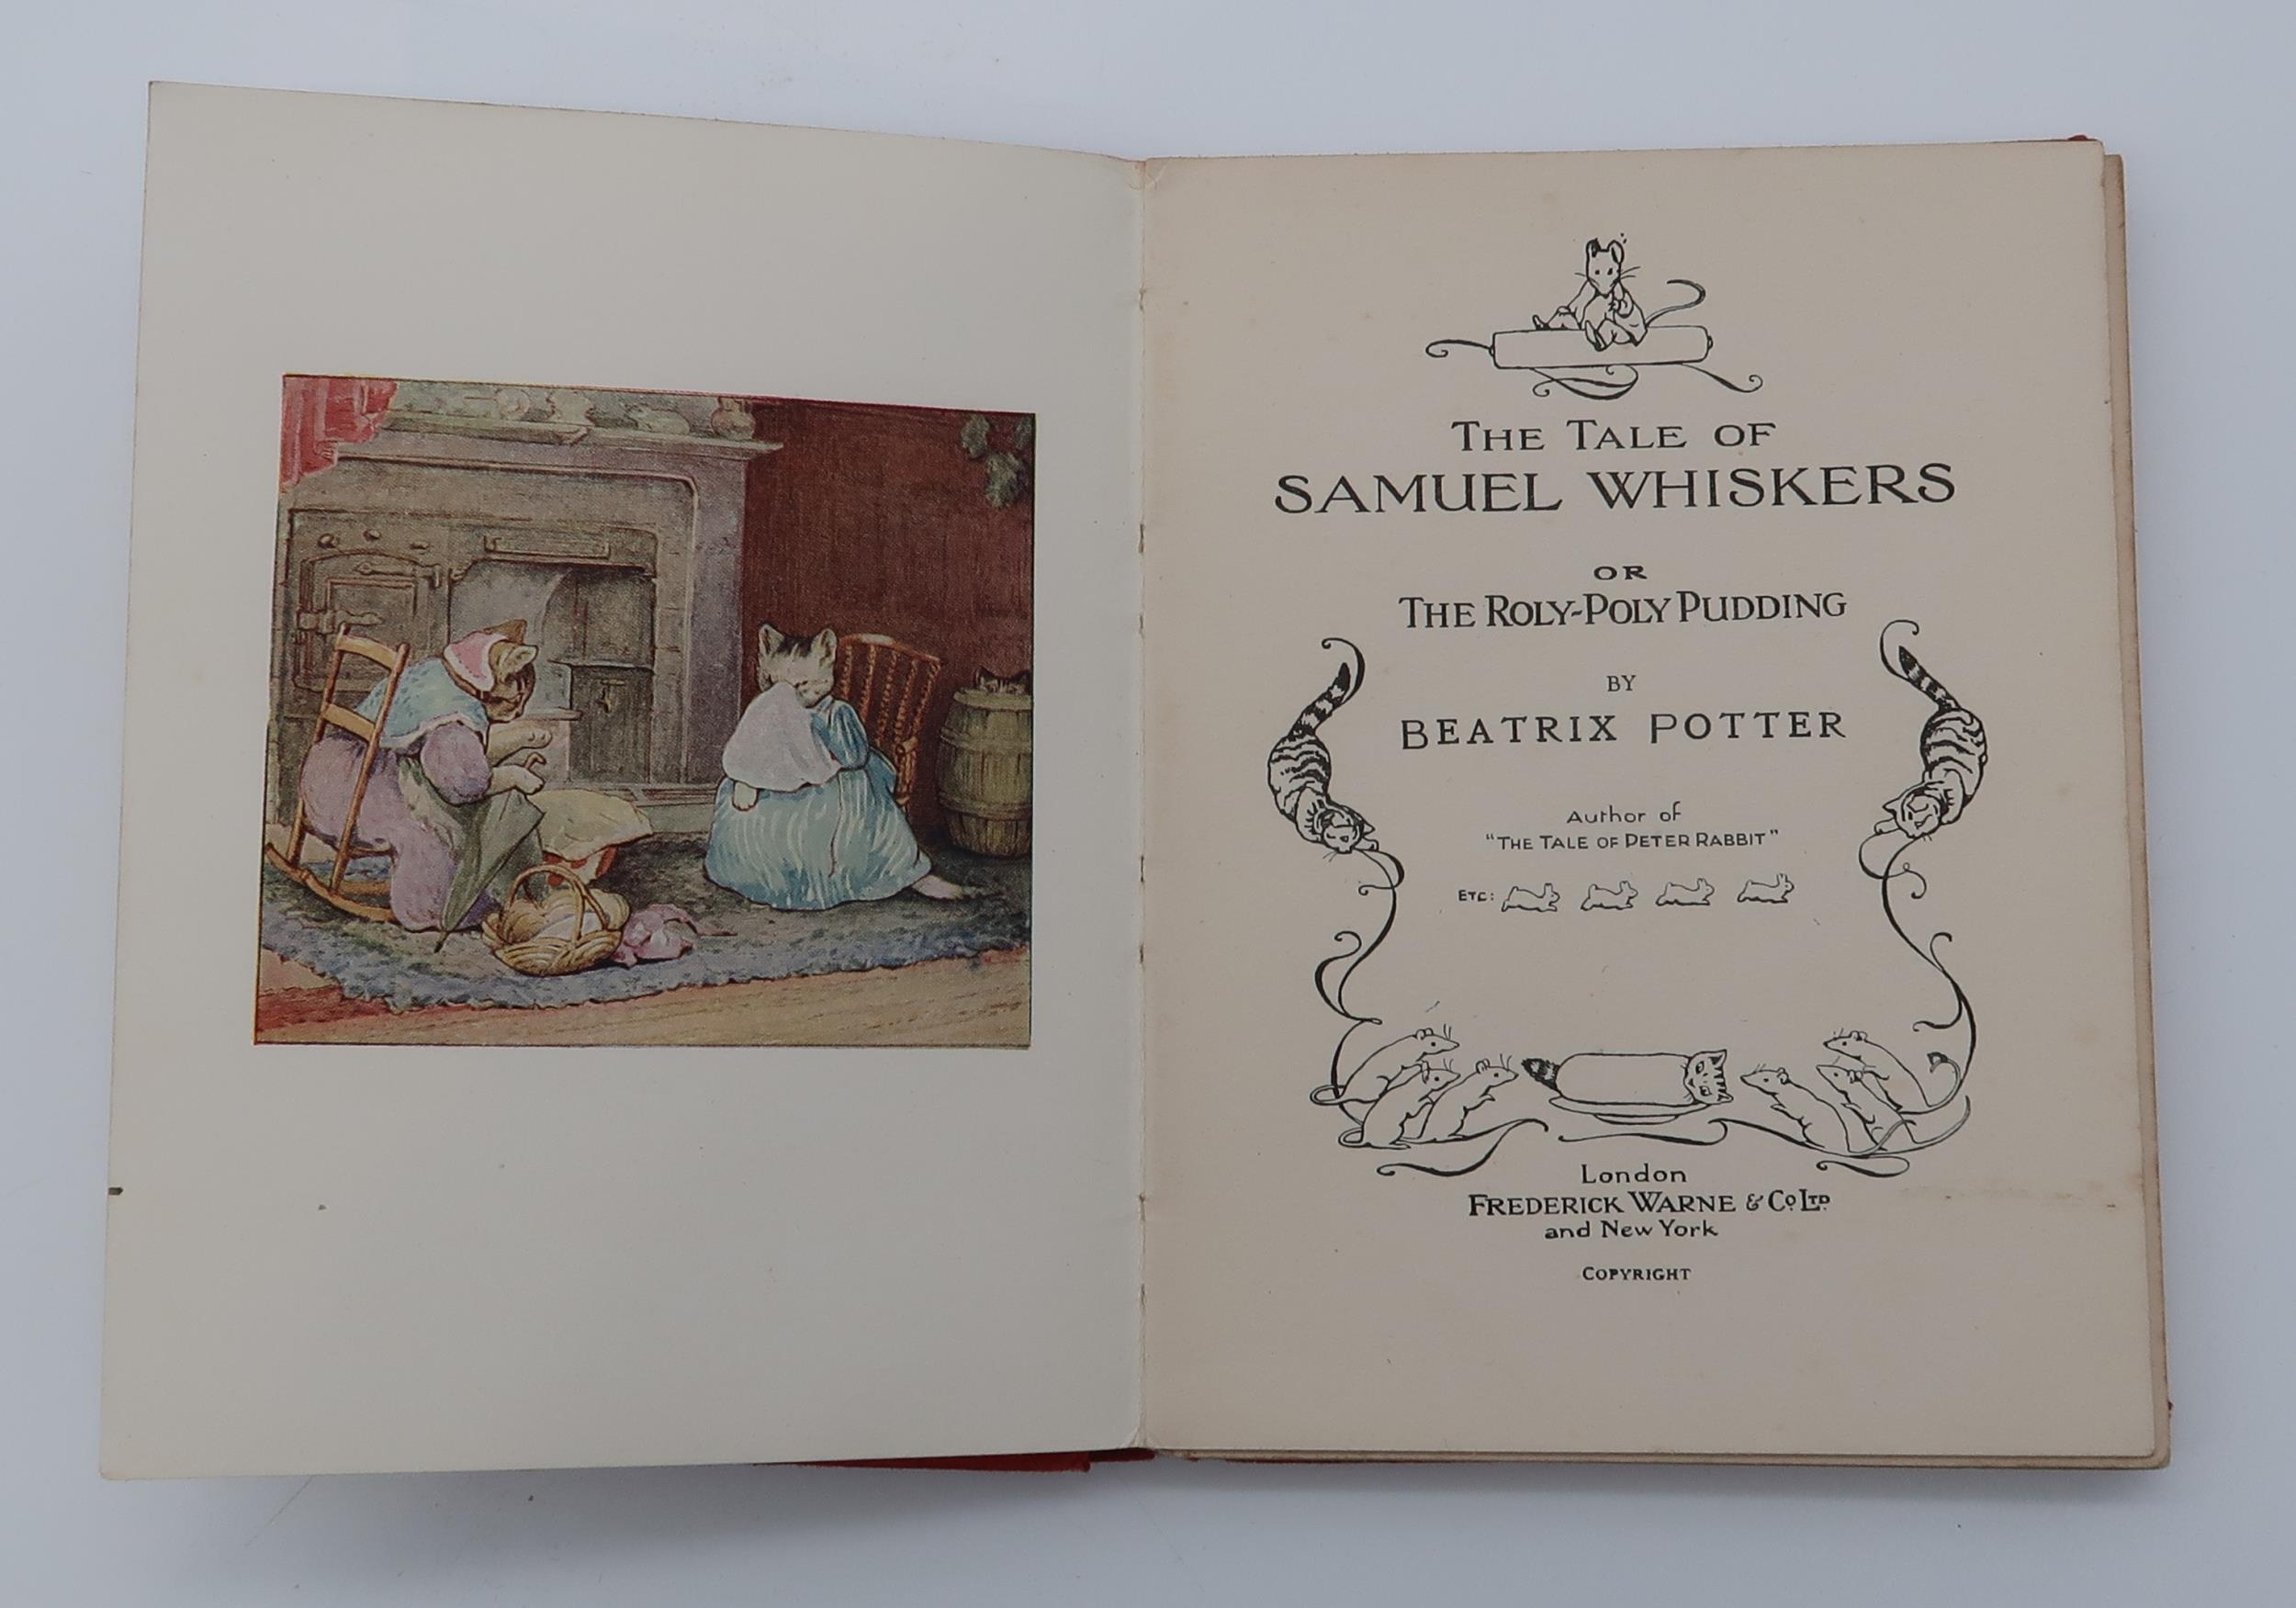 THE TALE OF
SAMUEL WHISKERS
OR
THE ROLY-POLY PUDDING
BY
BEATRIX POTTER
Author of
"THE TALE OF PETER RABBIT"
ETC:
London
FREDERICK WARNE & Co. LTD.
and New York
COPYRIGHT